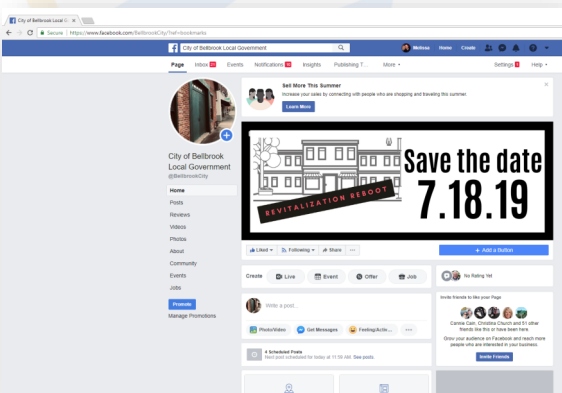 City of Bellbrook Local G
Secure | https://www.facebook.com/BellbrookCity/?ref=bookmarks
City of Bellbrook Local Government
Melissa Home Create
Page Inbox Events Notifications Insights Publishing T... More Settings Help
Sell More This Summer
Increase your sales by connecting with people who are shopping and traveling this summer.
Learn More
City of Bellbrook
Local Government
@BellbrookCity
Home
Posts
Reviews
Videos
Photos
About
Community
Events
Jobs
Promote
Manage Promotions
Save the date
7.18.19
REVITALIZATION REBOOT
Liked Following Share ...
+ Add a Button
Create Live Event Offer Job
Write a post...
Photo/Video Get Messages Feeling/Activ... ...
4 Scheduled Posts
Next post scheduled for today at 11:56 AM. See posts.
No Rating Yet
Invite friends to like your Page
Carrie Cain, Christina Church and 51 other
friends like this or have been here.
Grow your audience on Facebook and reach more
people who are interested in your business.
Invite Friends